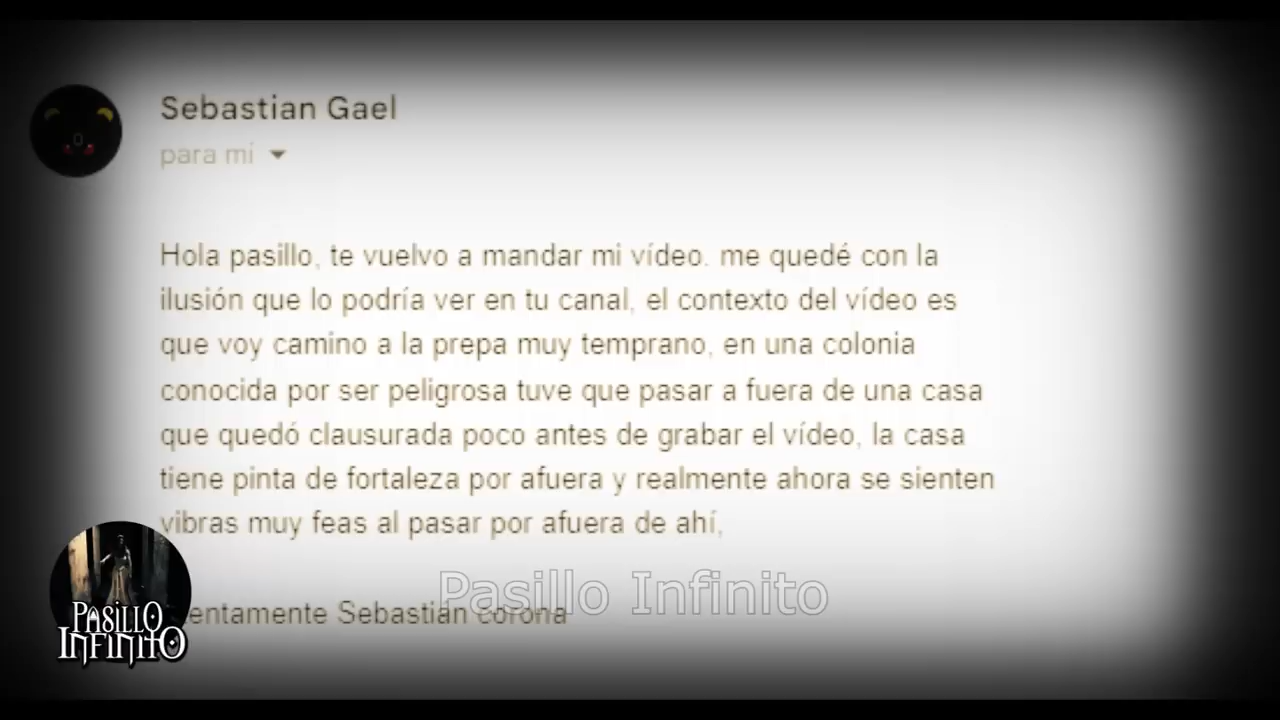 Sebastian Gael
para mí
Hola pasillo, te vuelvo a mandar mi vídeo. me quedé con la
ilusión que lo podría ver en tu canal, el contexto del vídeo es
que voy camino a la prepa muy temprano, en una colonia
conocida por ser peligrosa tuve que pasar a fuera de una casa
que quedó clausurada poco antes de grabar el vídeo, la casa
tiene pinta de fortaleza por afuera y realmente ahora se sienten
vibras muy feas al pasar por afuera de ahí,
Pasillo Infinito
entamente Sebastián corona
PASILLO
INFINITO